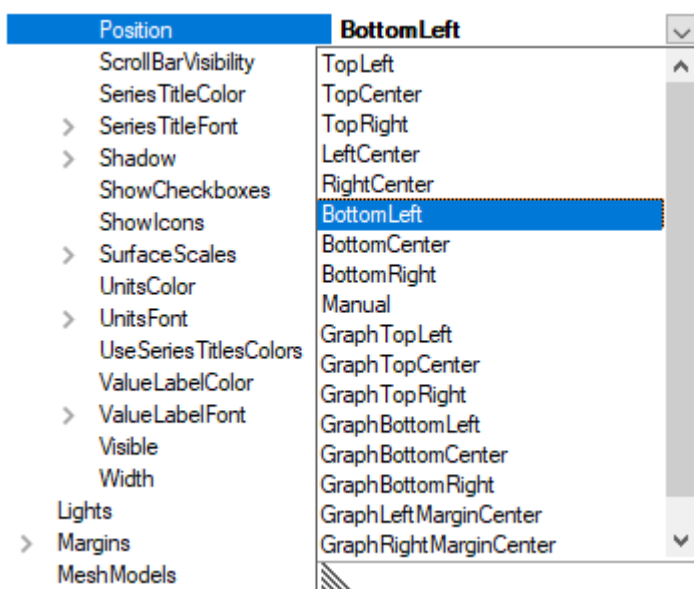 Position BottomLeft
ScrollBarVisibility
SeriesTitleColor
SeriesTitleFont
Shadow
ShowCheckboxes
ShowIcons
SurfaceScales
UnitsColor
UnitsFont
UseSeriesTitlesColors
ValueLabelColor
ValueLabelFont
Visible
Width
Lights
Margins
MeshModels
TopLeft
TopCenter
TopRight
LeftCenter
RightCenter
BottomLeft
BottomCenter
BottomRight
Manual
GraphTopLeft
GraphTopCenter
GraphTopRight
GraphBottomLeft
GraphBottomCenter
GraphBottomRight
GraphLeftMarginCenter
GraphRightMarginCenter